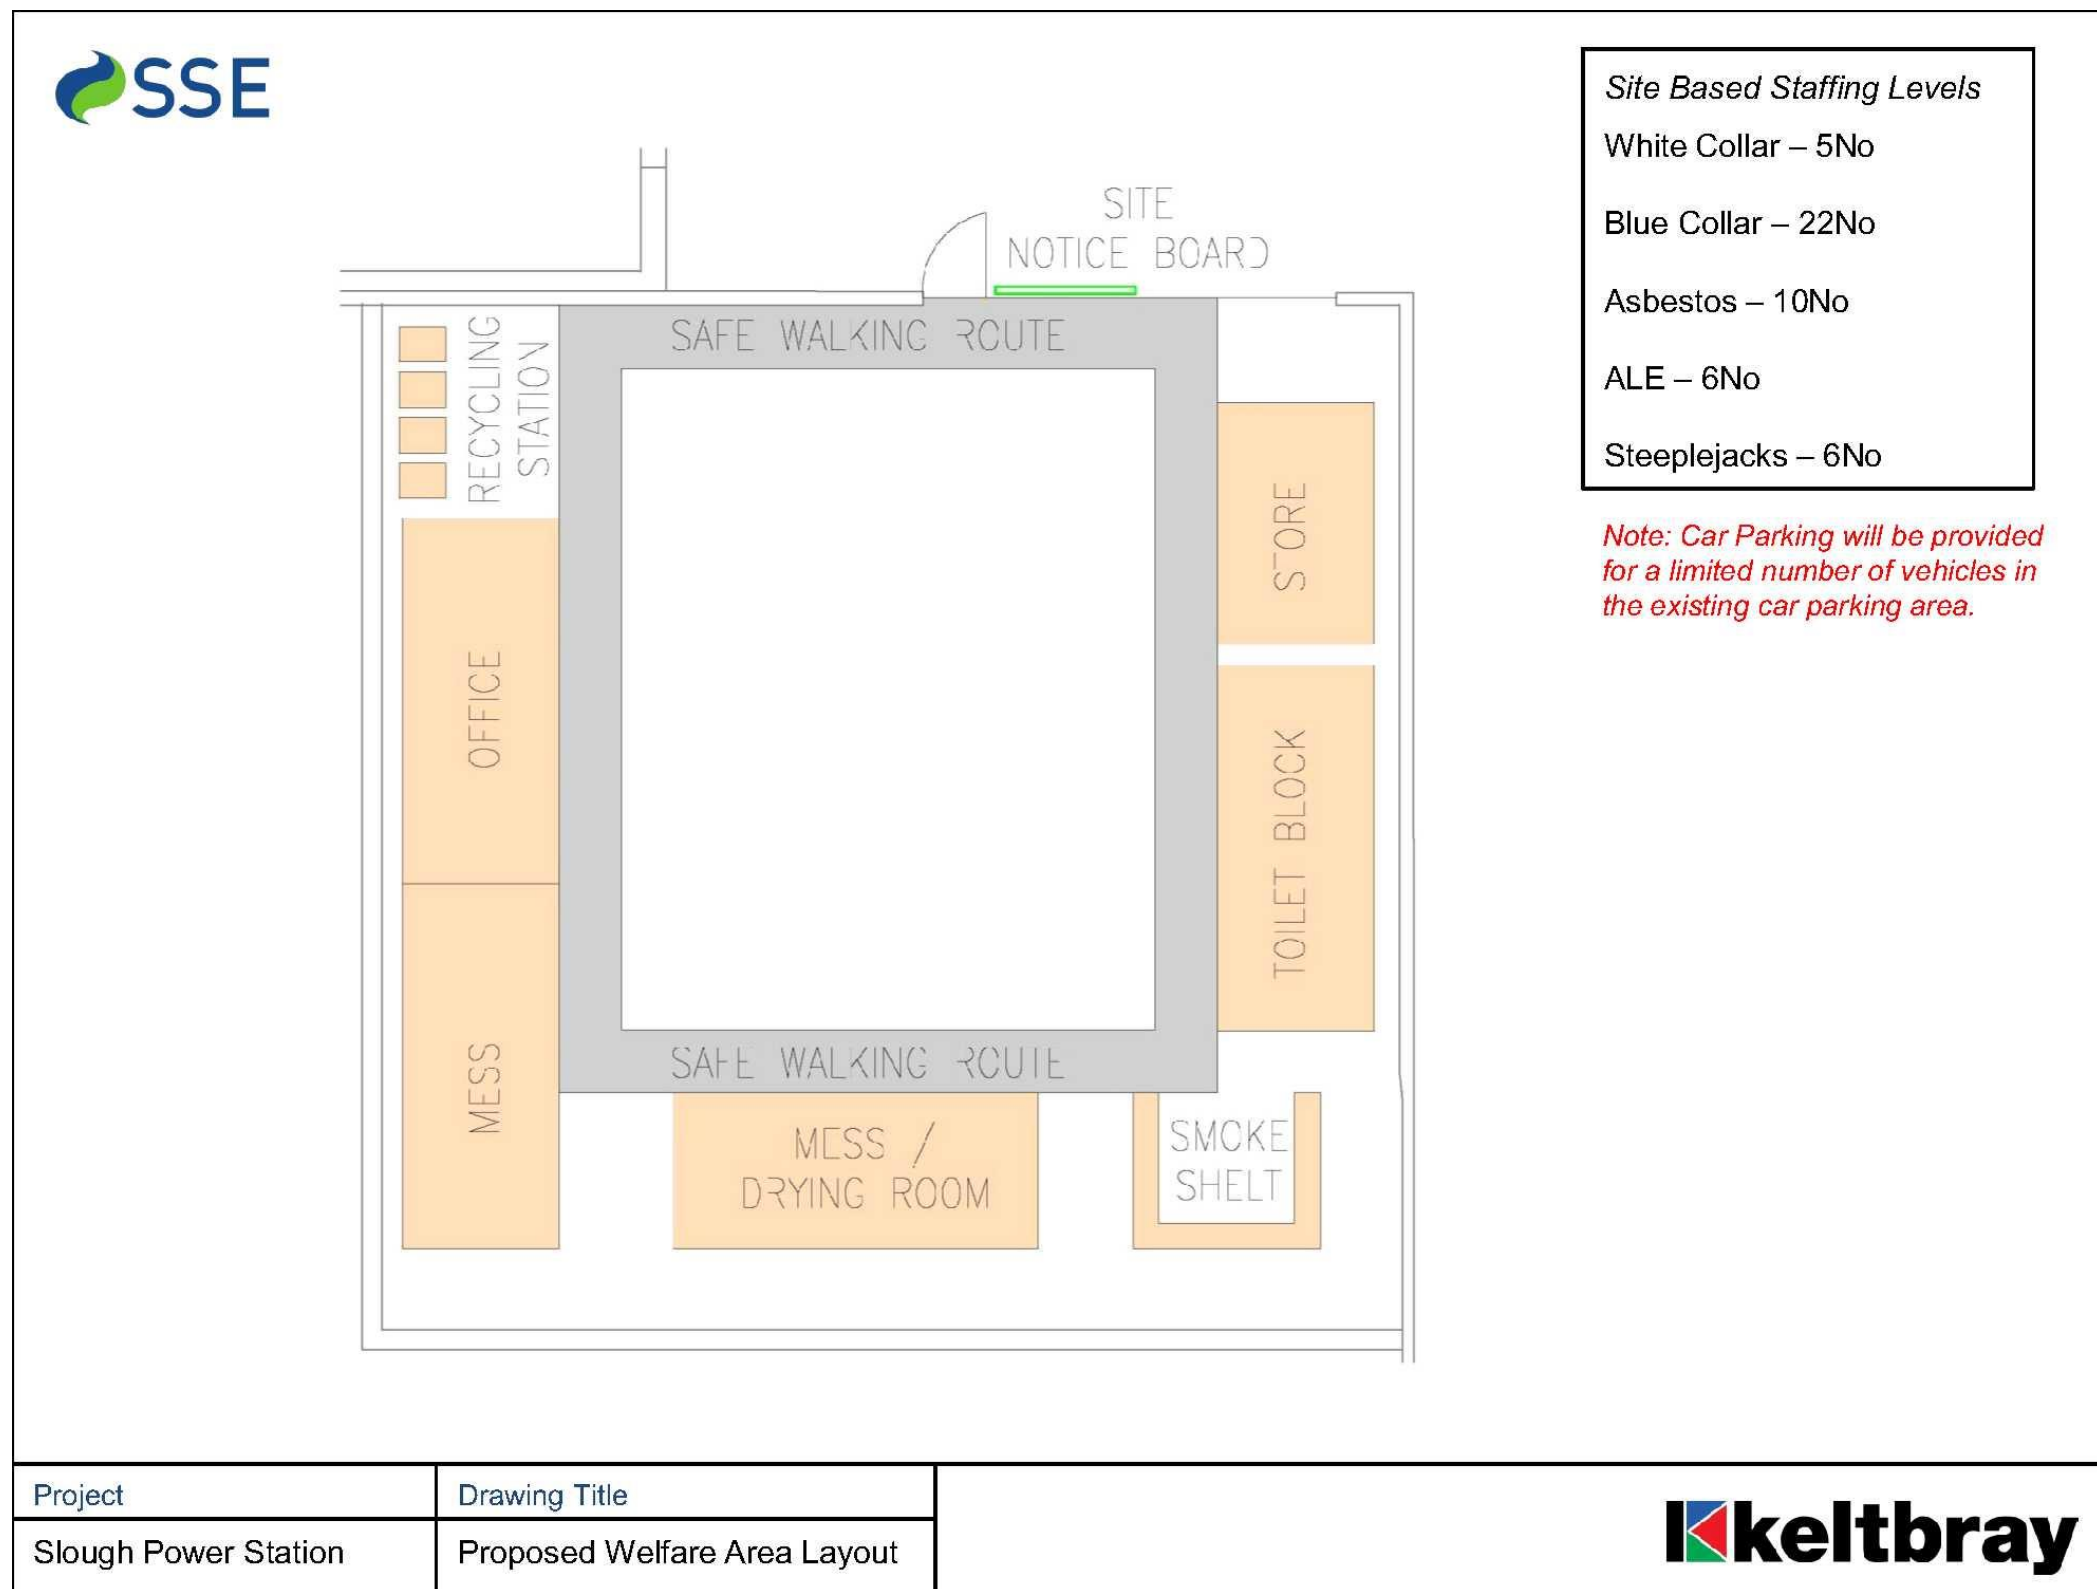 SSE
Site Based Staffing Levels
White Collar – 5No
Blue Collar – 22No
Asbestos – 10No
ALE – 6No
Steeplejacks – 6No
Note: Car Parking will be provided
for a limited number of vehicles in
the existing car parking area.
SITE
NOTICE BOARD
SAFE WALKING ROUTE
RECYCLING
STATION
STORE
OFFICE
TOILET BLOCK
MESS
SAFE WALKING ROUTE
MESS /
DRYING ROOM
SMOKE
SHELT
Project
Drawing Title
Slough Power Station
Proposed Welfare Area Layout
keltbray